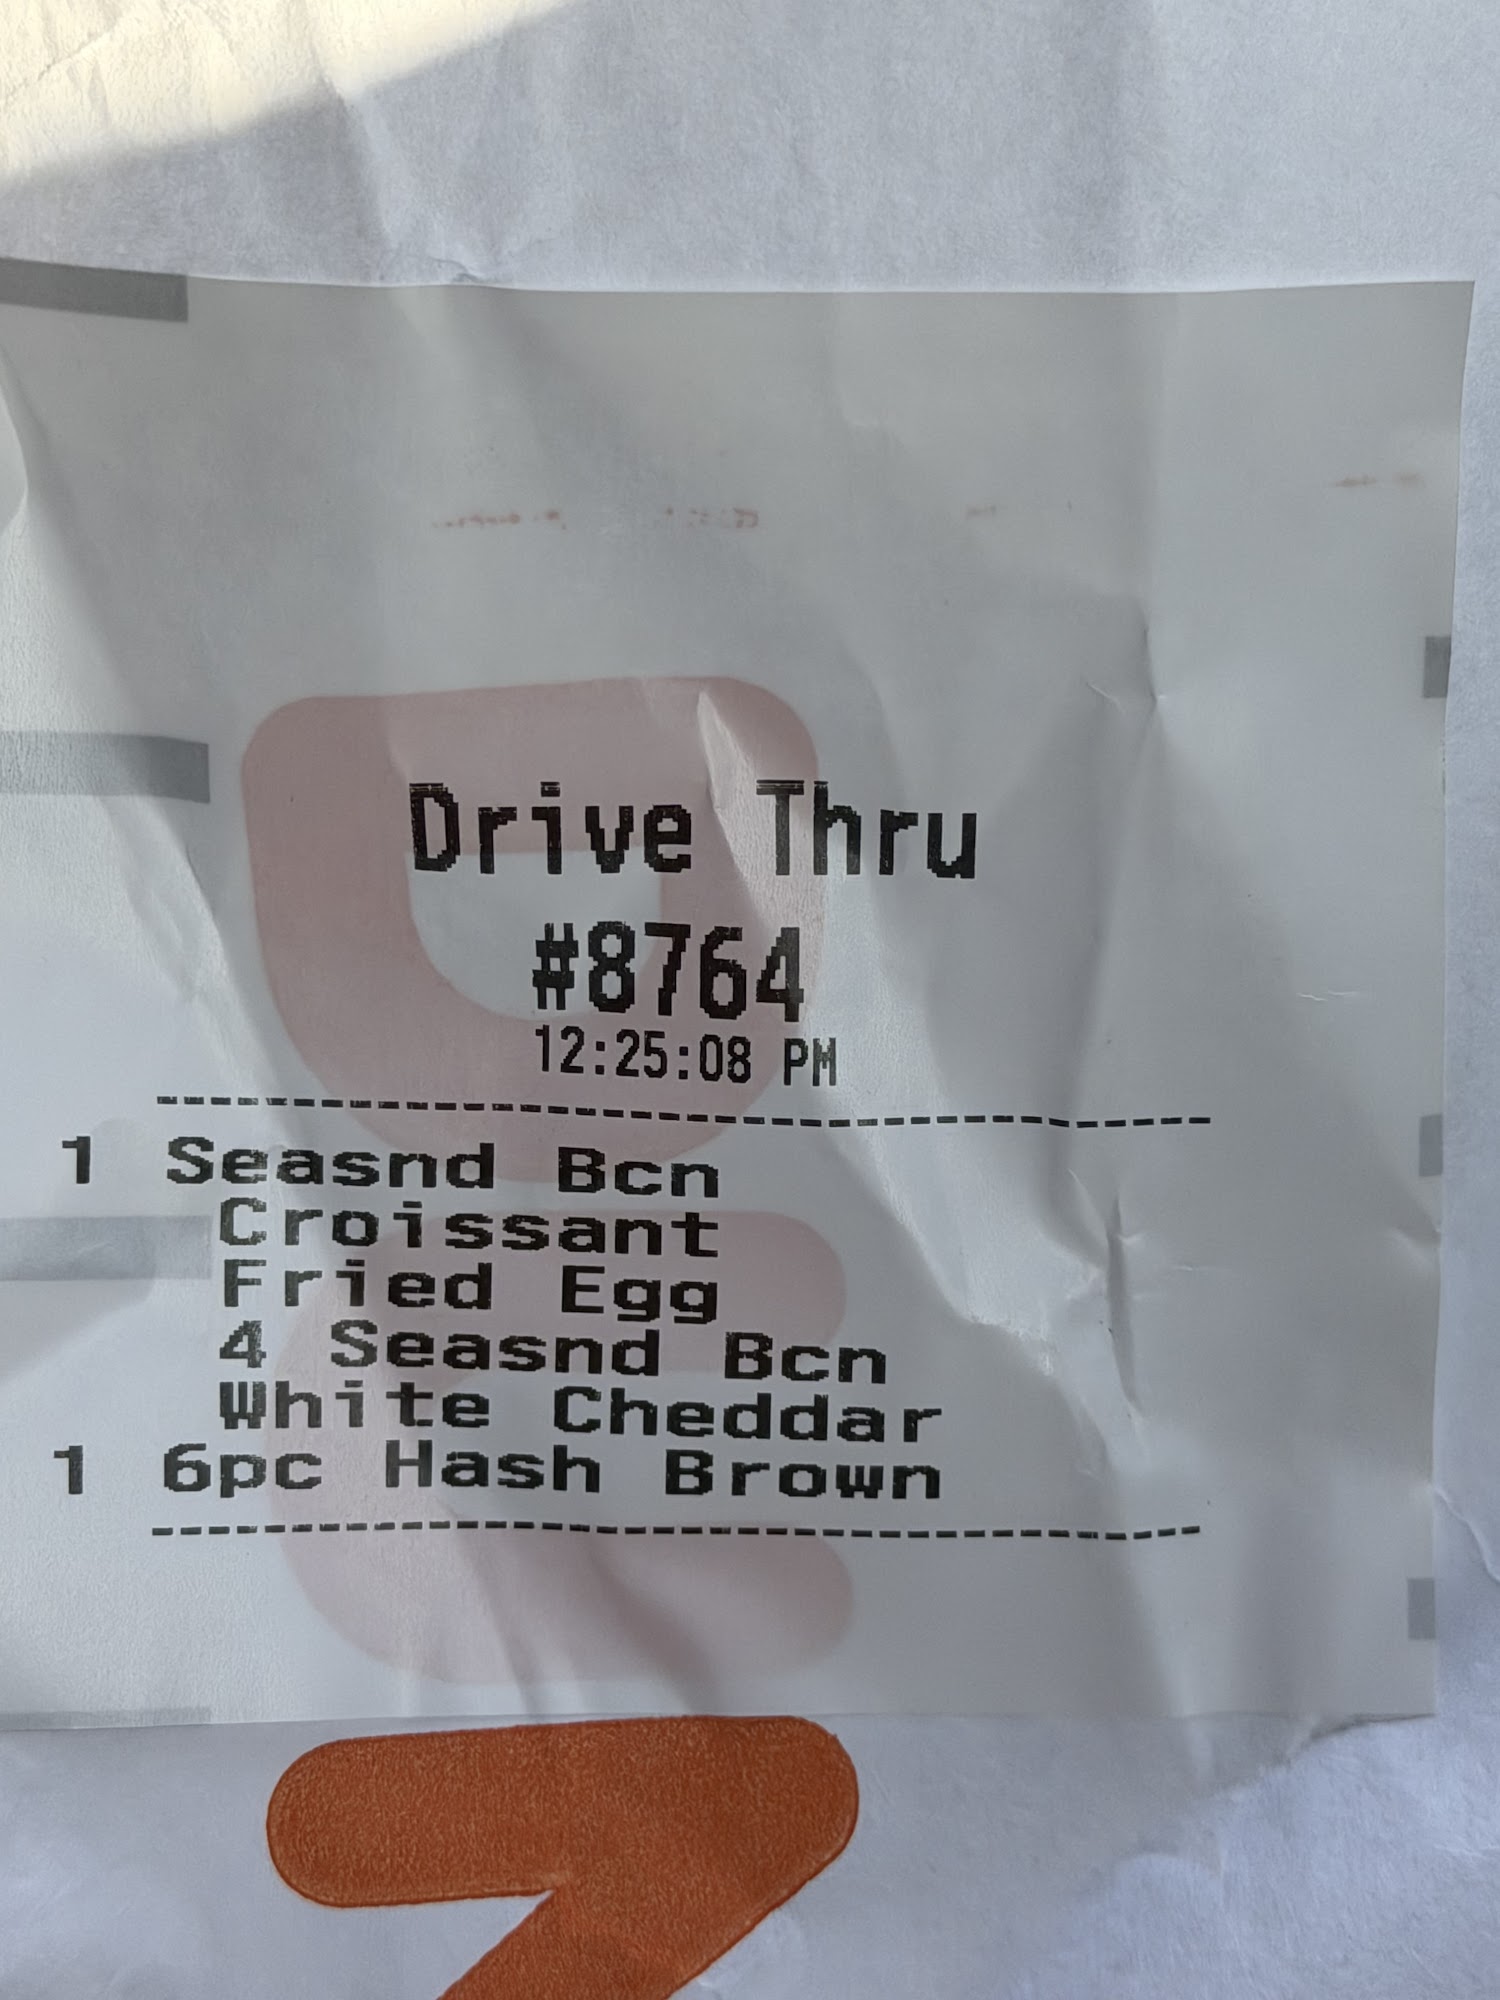 Drive Thru
#8764
12:25:08 PM
--------------------------------------
1 Seasnd Bcn
Croissant
Fried Egg
4 Seasnd Bcn
White Cheddar
1 6pc Hash Brown
--------------------------------------